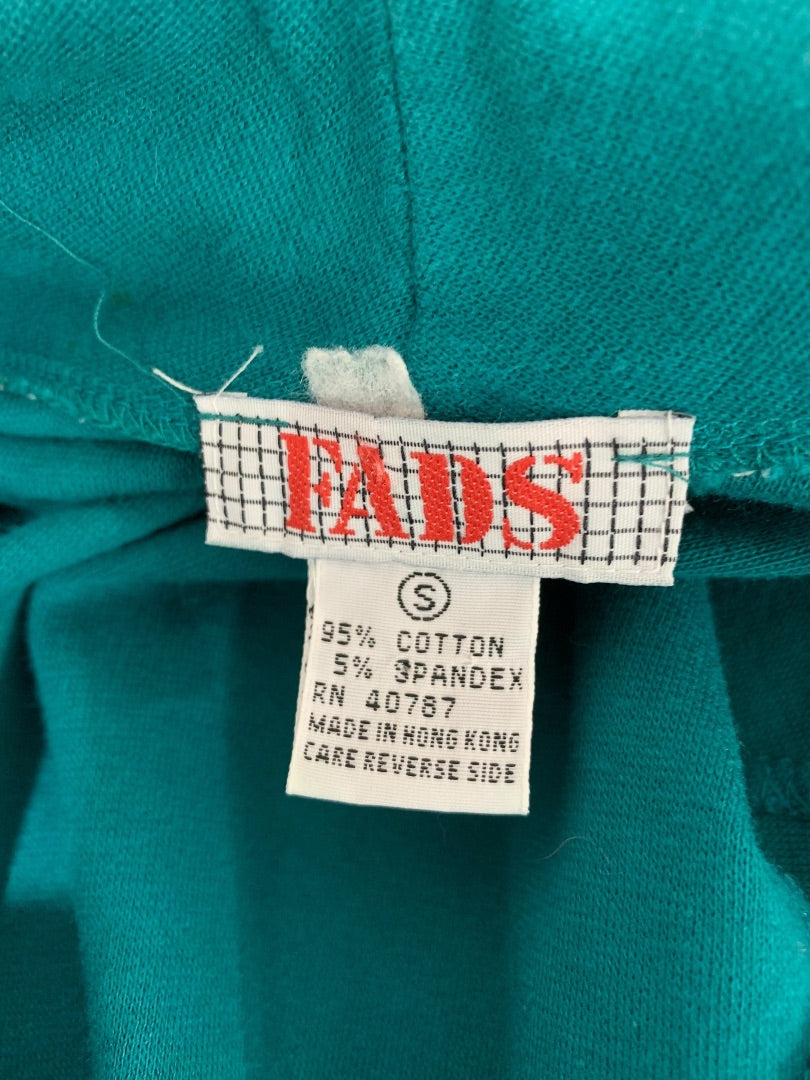 FADS
S
95% COTTON
5% SPANDEX
RN 40787
MADE IN HONG KONG
CARE REVERSE SIDE